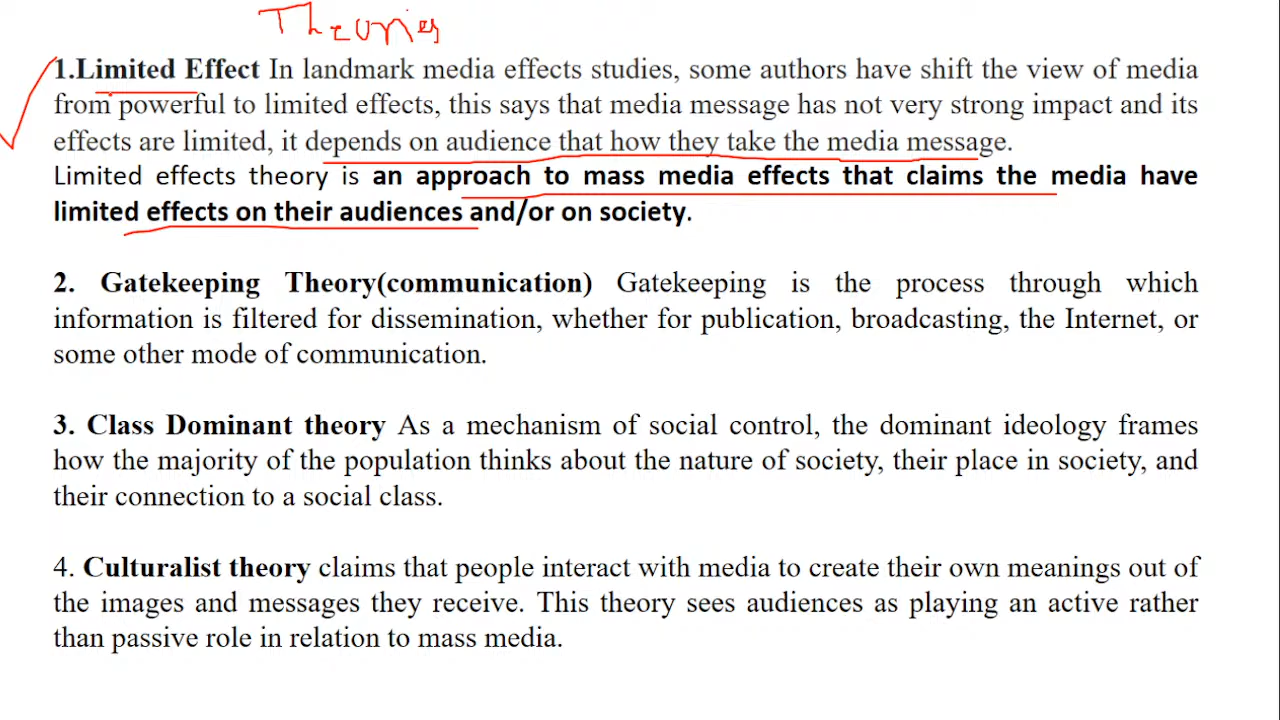 Theories
1.Limited Effect In landmark media effects studies, some authors have shift the view of media
from powerful to limited effects, this says that media message has not very strong impact and its
effects are limited, it depends on audience that how they take the media message.
Limited effects theory is an approach to mass media effects that claims the media have
limited effects on their audiences and/or on society.
2. Gatekeeping Theory(communication) Gatekeeping is the process through which
information is filtered for dissemination, whether for publication, broadcasting, the Internet, or
some other mode of communication.
3. Class Dominant theory As a mechanism of social control, the dominant ideology frames
how the majority of the population thinks about the nature of society, their place in society, and
their connection to a social class.
4. Culturalist theory claims that people interact with media to create their own meanings out of
the images and messages they receive. This theory sees audiences as playing an active rather
than passive role in relation to mass media.